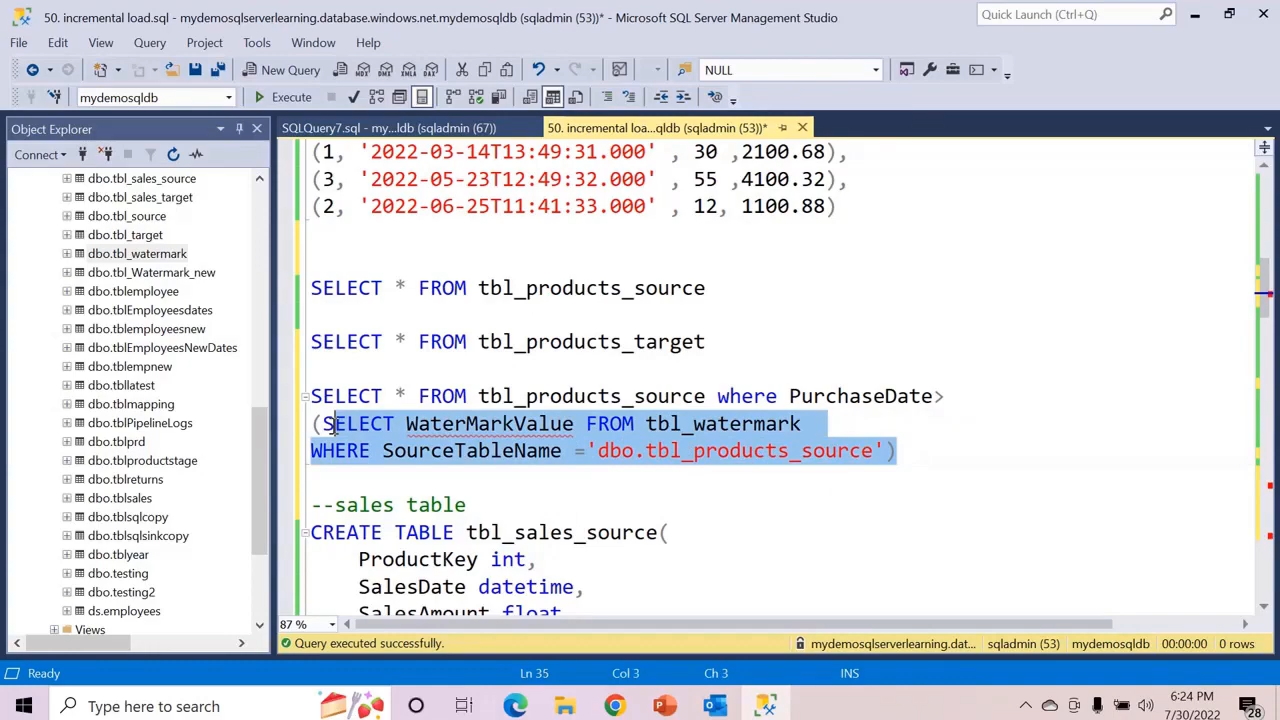 50. incremental load.sql - mydemosqlserverlearning.database.windows.net.mydemosqldb (sqladmin (53))* - Microsoft SQL Server Management Studio
Quick Launch (Ctrl+Q)
File Edit View Query Project Tools Window Help
New Query MDX DMX XMLA DAX NULL
mydemosqldb Execute
Object Explorer
SQLQuery7.sql - my...ldb (sqladmin (67))
50. incremental loa...qldb (sqladmin (53))*
Connect
dbo.tbl_sales_source
dbo.tbl_sales_target
dbo.tbl_source
dbo.tbl_target
dbo.tbl_watermark
dbo.tbl_Watermark_new
dbo.tblemployee
dbo.tblEmployeesdates
dbo.tblemployeesnew
dbo.tblEmployeesNewDates
dbo.tblempnew
dbo.tbllatest
dbo.tblmapping
dbo.tblPipelineLogs
dbo.tblprd
dbo.tblproductstage
dbo.tblreturns
dbo.tblsales
dbo.tblsqlcopy
dbo.tblsqlsinkcopy
dbo.tblyear
dbo.testing
dbo.testing2
ds.employees
Views
(1, '2022-03-14T13:49:31.000' , 30 ,2100.68),
(3, '2022-05-23T12:49:32.000' , 55 ,4100.32),
(2, '2022-06-25T11:41:33.000' , 12, 1100.88)
SELECT * FROM tbl_products_source
SELECT * FROM tbl_products_target
SELECT * FROM tbl_products_source where PurchaseDate>
(SELECT WaterMarkValue FROM tbl_watermark
WHERE SourceTableName ='dbo.tbl_products_source')
--sales table
CREATE TABLE tbl_sales_source(
ProductKey int,
SalesDate datetime,
SalesAmount float
87 %
Query executed successfully.
mydemosqlserverlearning.dat... sqladmin (53) mydemosqldb 00:00:00 0 rows
Ready Ln 35 Col 3 Ch 3 INS
Type here to search
6:24 PM
7/30/2022
28